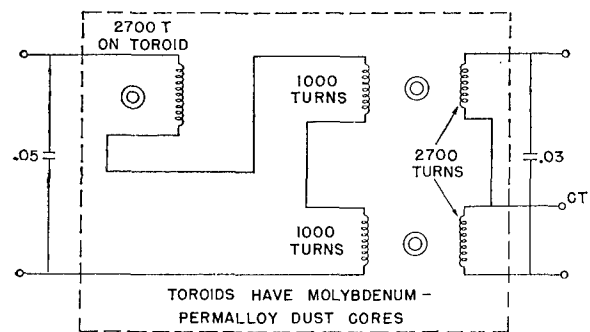 2700 T
ON TOROID
1000
TURNS
.05
2700
TURNS
.03
CT
1000
TURNS
TOROIDS HAVE MOLYBDENUM-
PERMALLOY DUST CORES